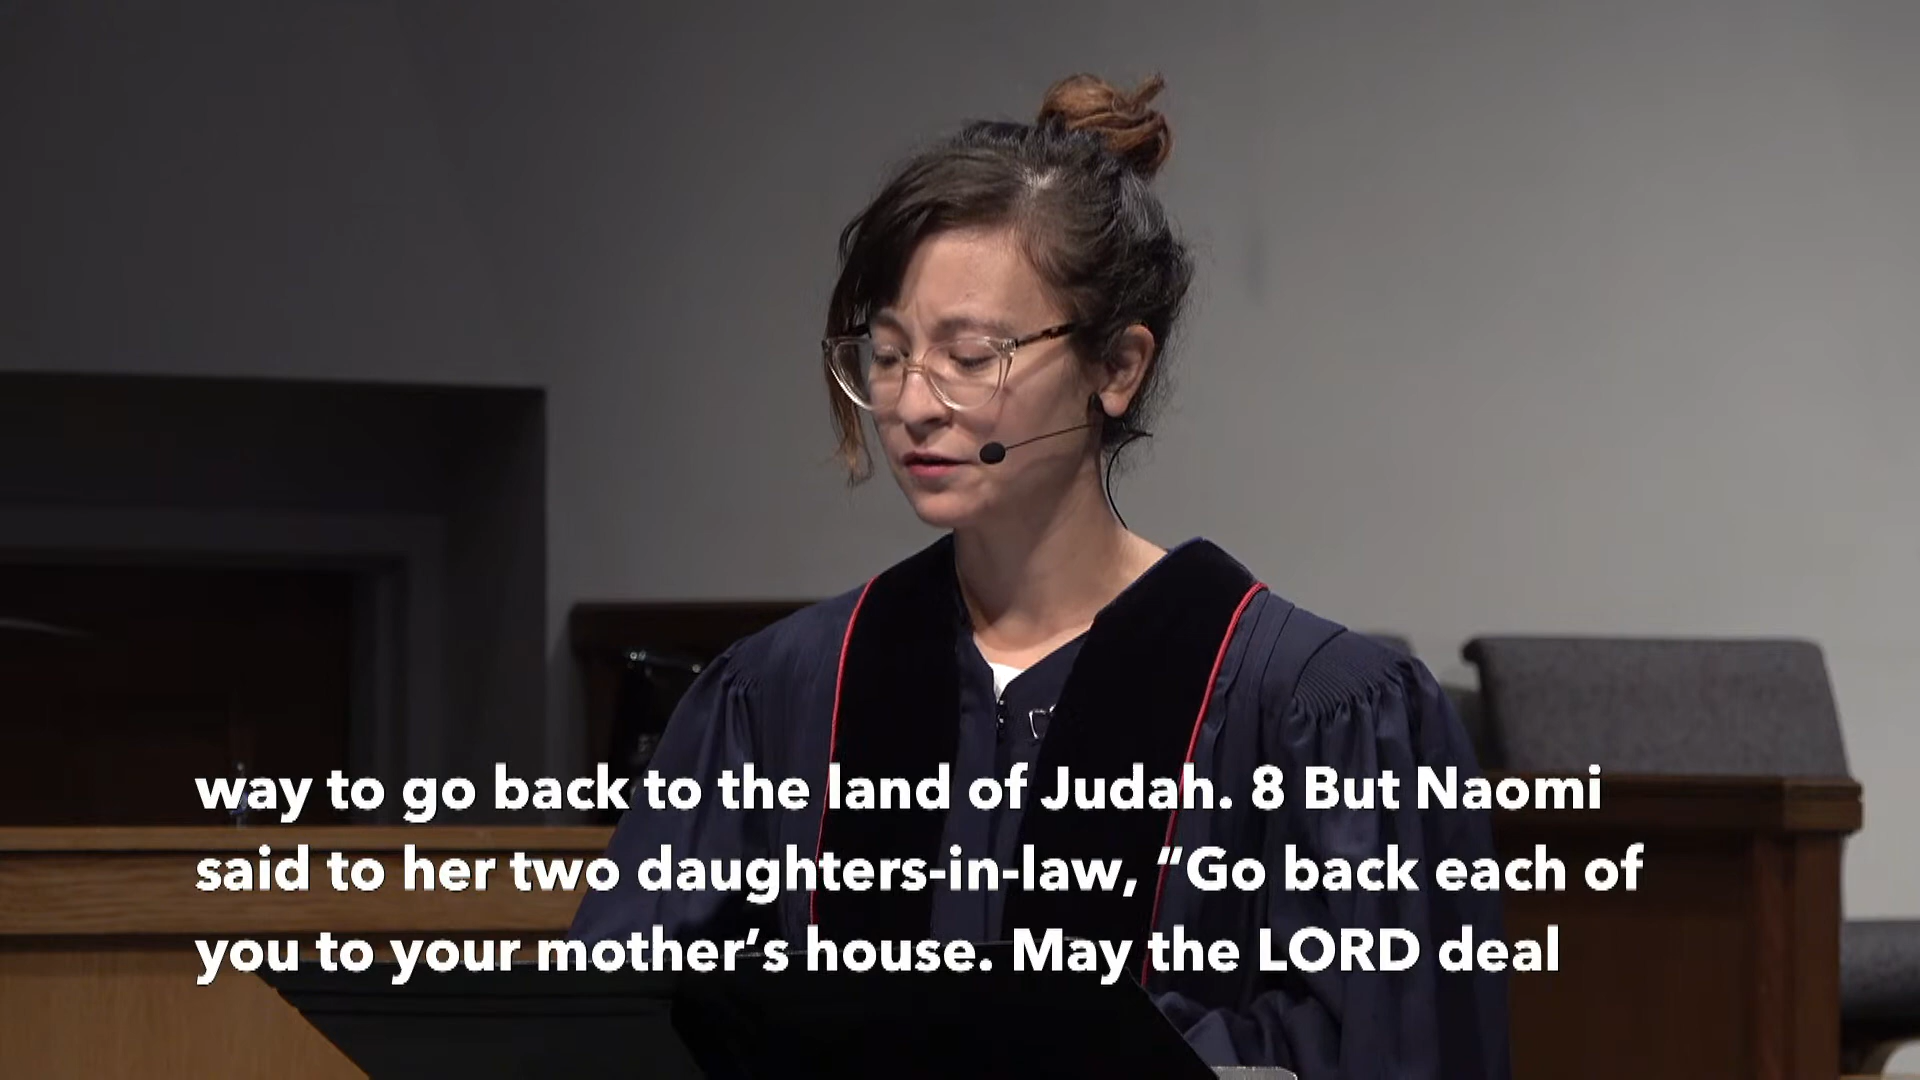 way to go back to the land of Judah. 8 But Naomi
said to her two daughters-in-law, “Go back each of
you to your mother’s house. May the LORD deal